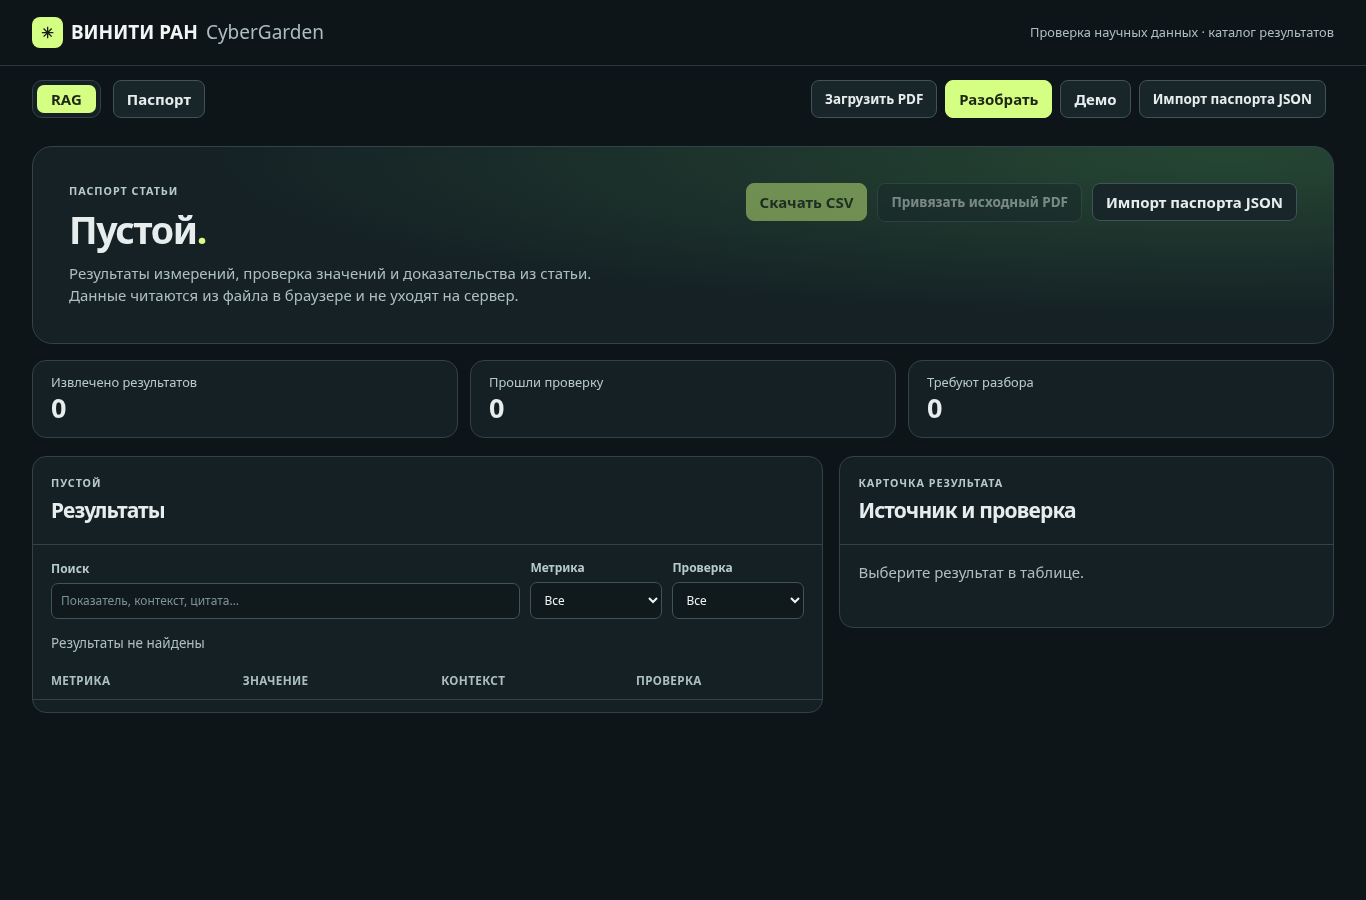 ВИНИТИ РАН CyberGarden
Проверка научных данных · каталог результатов
RAG
Паспорт
Загрузить PDF
Разобрать
Демо
Импорт паспорта JSON
ПАСПОРТ СТАТЬИ
Пустой.
Результаты измерений, проверка значений и доказательства из статьи.
Данные читаются из файла в браузере и не уходят на сервер.
Скачать CSV
Привязать исходный PDF
Импорт паспорта JSON
Извлечено результатов
0
Прошли проверку
0
Требуют разбора
0
ПУСТОЙ
Результаты
Поиск
Показатель, контекст, цитата...
Метрика
Все
Проверка
Все
Результаты не найдены
МЕТРИКА ЗНАЧЕНИЕ КОНТЕКСТ ПРОВЕРКА
КАРТОЧКА РЕЗУЛЬТАТА
Источник и проверка
Выберите результат в таблице.